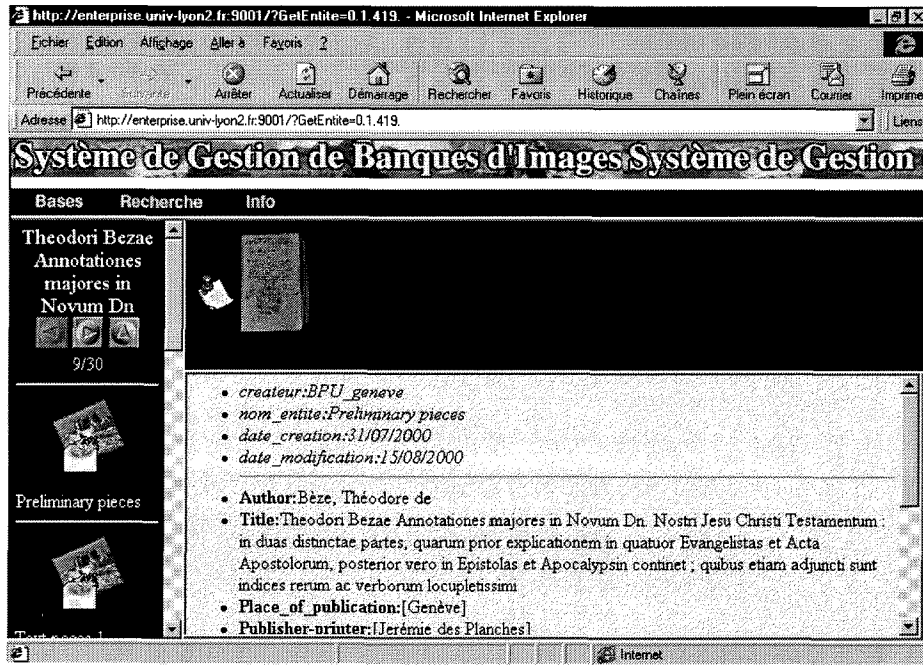 http://enterprise.univ-lyon2.fr:9001/?GetEntite=0.1.419. - Microsoft Internet Explorer
Fichier Edition Affichage Aller à Favoris ?
Précédente Suivante Arrêter Actualiser Démarrage Rechercher Favoris Historique Chaînes Plein écran Courrier Imprime
Adresse http://enterprise.univ-lyon2.fr:9001/?GetEntite=0.1.419. Liens
Système de Gestion de Banques d'Images Système de Gestion
Bases Recherche Info
Theodori Bezae
Annotationes
majores in
Novum Dn
9/30
Preliminary pieces
createur:BPU_geneve
nom_entite:Preliminary pieces
date_creation:31/07/2000
date_modification:15/08/2000
Author:Bèze, Théodore de
Title:Theodori Bezae Annotationes majores in Novum Dn. Nostri Jesu Christi Testamentum :
in duas distinctae partes, quarum prior explicationem in quatuor Evangelistas et Acta
Apostolorum, posterior vero in Epistolas et Apocalypsin continet ; quibus etiam adjuncti sunt
indices rerum ac verborum locupletissimi
Place_of_publication:[Genève]
Publisher-printer:[Jerémie des Planches]
Internet